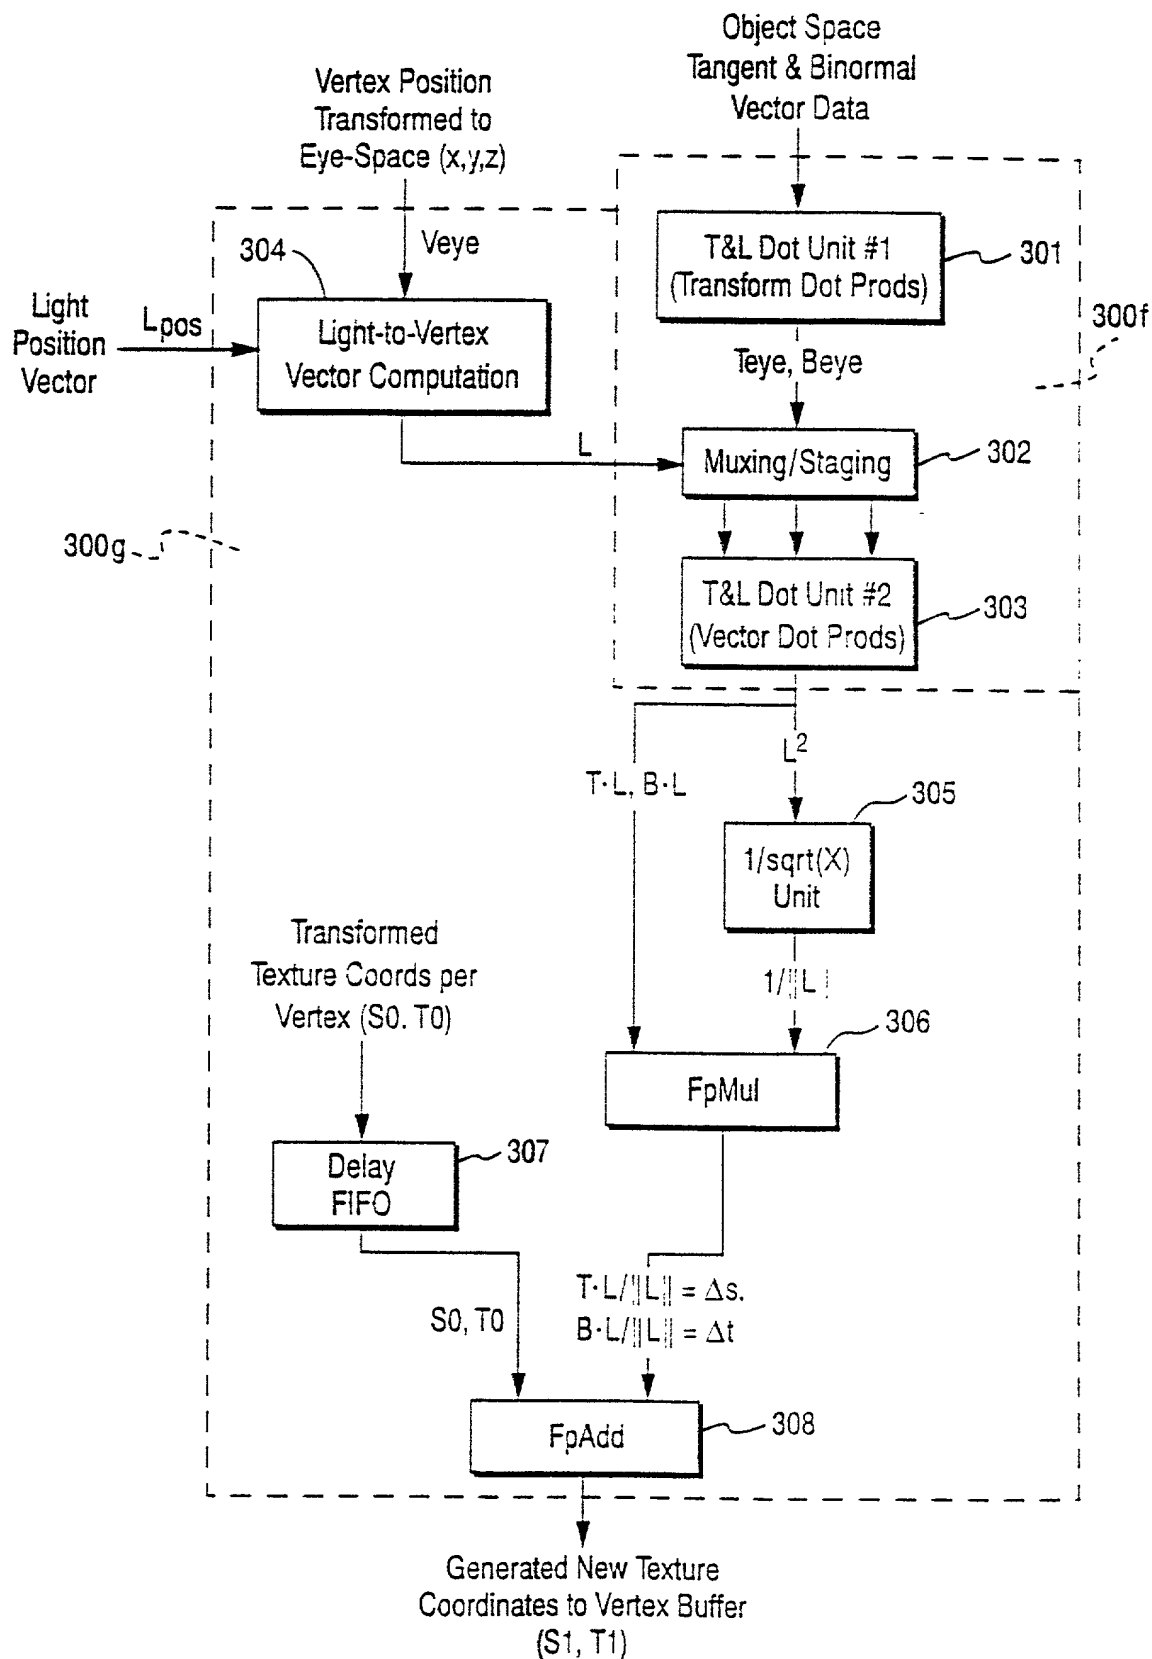 Object Space
Tangent & Binormal
Vector Data
Vertex Position
Transformed to
Eye-Space (x,y,z)
304
Veye
T&L Dot Unit #1
(Transform Dot Prods)
301
Light
Position
Vector
Lpos
Light-to-Vertex
Vector Computation
300f
Teye, Beye
L
Muxing/Staging
302
300g
T&L Dot Unit #2
(Vector Dot Prods)
303
L²
T·L, B·L
305
1/sqrt(X)
Unit
Transformed
Texture Coords per
Vertex (S0. T0)
1/||L|
306
FpMul
Delay
FIFO
307
S0, T0
T·L/||L|| = Δs.
B·L/||L|| = Δt
FpAdd
308
Generated New Texture
Coordinates to Vertex Buffer
(S1, T1)